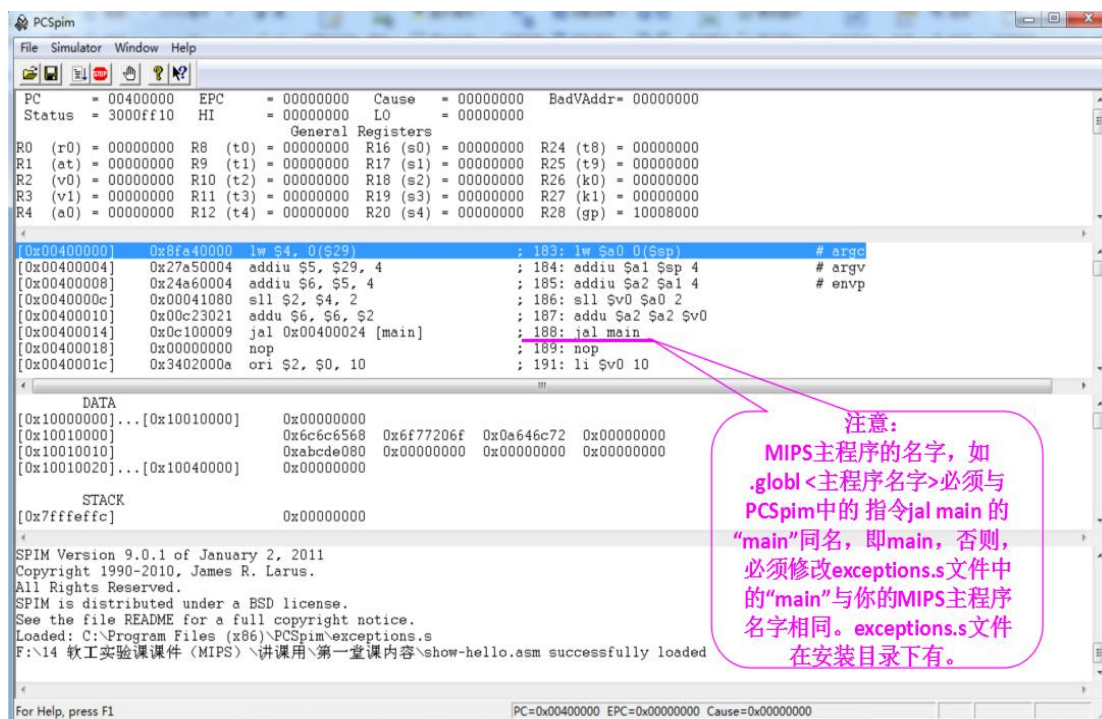 PCSpim
File Simulator Window Help
PC = 00400000 EPC = 00000000 Cause = 00000000 BadVAddr= 00000000
Status = 3000ff10 HI = 00000000 LO = 00000000
General Registers
R0 (r0) = 00000000 R8 (t0) = 00000000 R16 (s0) = 00000000 R24 (t8) = 00000000
R1 (at) = 00000000 R9 (t1) = 00000000 R17 (s1) = 00000000 R25 (t9) = 00000000
R2 (v0) = 00000000 R10 (t2) = 00000000 R18 (s2) = 00000000 R26 (k0) = 00000000
R3 (v1) = 00000000 R11 (t3) = 00000000 R19 (s3) = 00000000 R27 (k1) = 00000000
R4 (a0) = 00000000 R12 (t4) = 00000000 R20 (s4) = 00000000 R28 (gp) = 10008000
[0x00400000] 0x8fa40000 lw $4, 0($29) ; 183: lw $a0 0($sp) # argc
[0x00400004] 0x27a50004 addiu $5, $29, 4 ; 184: addiu $a1 $sp 4 # argv
[0x00400008] 0x24a60004 addiu $6, $5, 4 ; 185: addiu $a2 $a1 4 # envp
[0x0040000c] 0x00041080 sll $2, $4, 2 ; 186: sll $v0 $a0 2
[0x00400010] 0x00c23021 addu $6, $6, $2 ; 187: addu $a2 $a2 $v0
[0x00400014] 0x0c100009 jal 0x00400024 [main] ; 188: jal main
[0x00400018] 0x00000000 nop ; 189: nop
[0x0040001c] 0x3402000a ori $2, $0, 10 ; 191: li $v0 10
DATA
[0x10000000]...[0x10010000] 0x00000000
[0x10010000] 0x6c6c6568 0x6f77206f 0x0a646c72 0x00000000
[0x10010010] 0xabcde080 0x00000000 0x00000000 0x00000000
[0x10010020]...[0x10040000] 0x00000000
STACK
[0x7fffeffc] 0x00000000
SPIM Version 9.0.1 of January 2, 2011
Copyright 1990-2010, James R. Larus.
All Rights Reserved.
SPIM is distributed under a BSD license.
See the file README for a full copyright notice.
Loaded: C:\Program Files (x86)\PCSpim\exceptions.s
F:\14 软工实验课课件（MIPS）\讲课用\第一堂课内容\show-hello.asm successfully loaded
注意：
MIPS主程序的名字，如
.globl <主程序名字>必须与
PCSpim中的 指令jal main 的
“main”同名，即main，否则，
必须修改exceptions.s文件中
的“main”与你的MIPS主程序
名字相同。exceptions.s文件
在安装目录下有。
For Help, press F1 PC=0x00400000 EPC=0x00000000 Cause=0x00000000